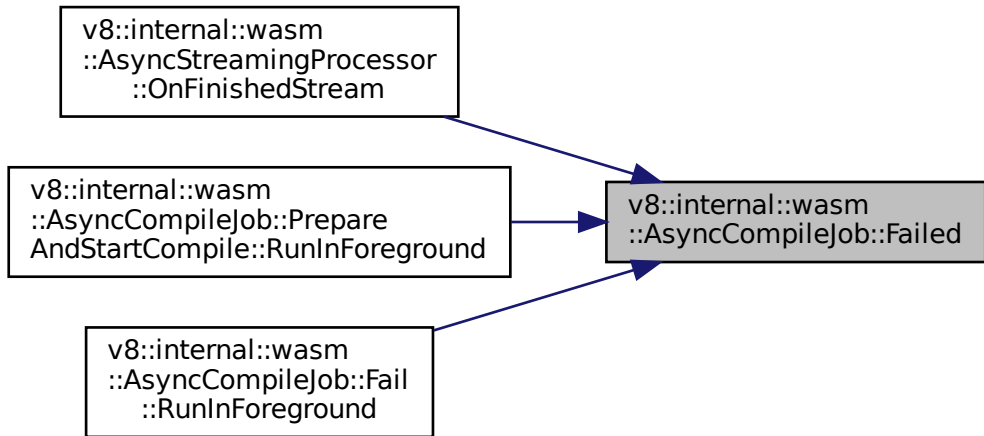 v8::internal::wasm
::AsyncStreamingProcessor
::OnFinishedStream
v8::internal::wasm
::AsyncCompileJob::Prepare
AndStartCompile::RunInForeground
v8::internal::wasm
::AsyncCompileJob::Fail
::RunInForeground
v8::internal::wasm
::AsyncCompileJob::Failed